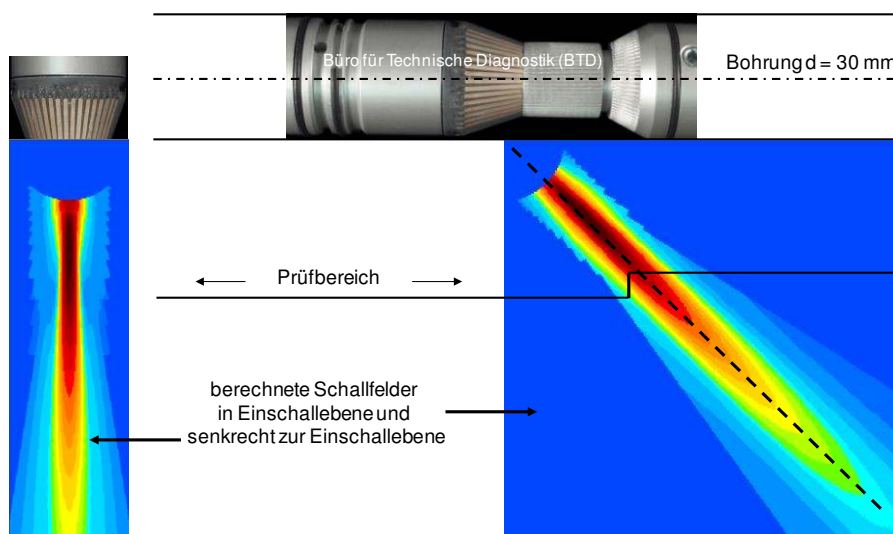 Büro für Technische Diagnostik (BTD)
Bohrung d = 30 mm
Prüfbereich
berechnete Schallfelder
in Einschallebene und
senkrecht zur Einschallebene